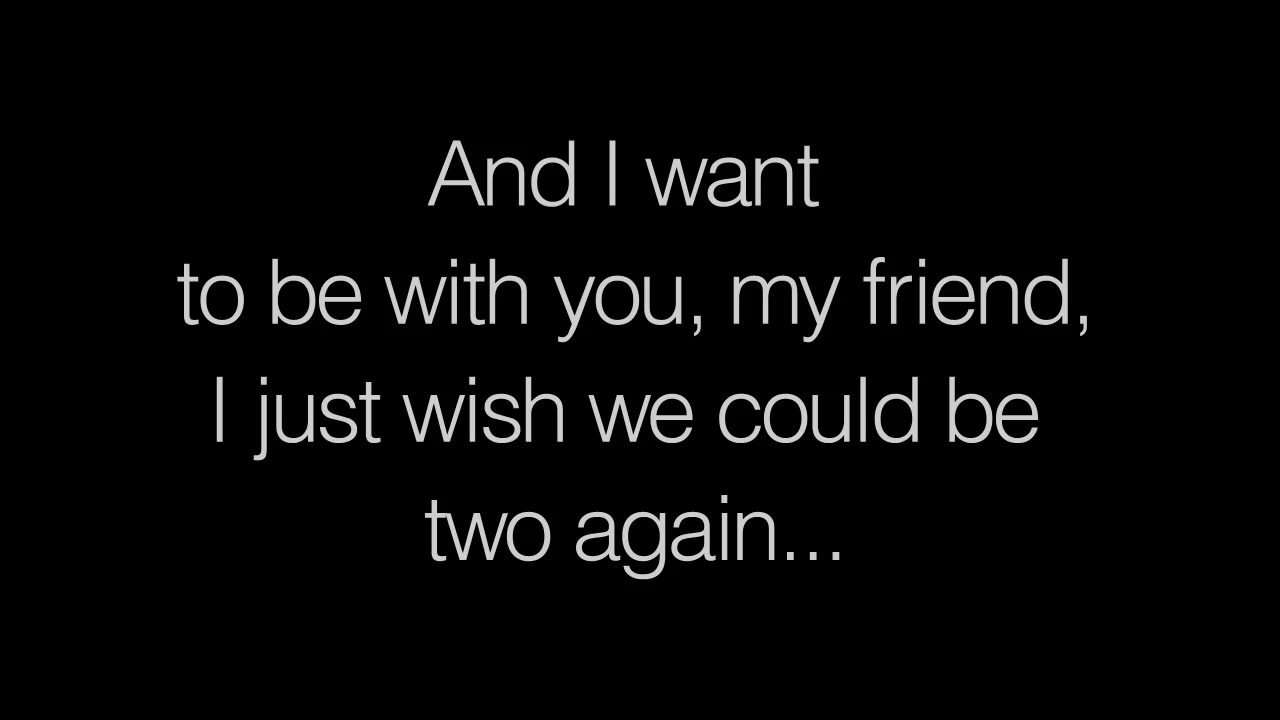 And I want
to be with you, my friend,
I just wish we could be
two again...